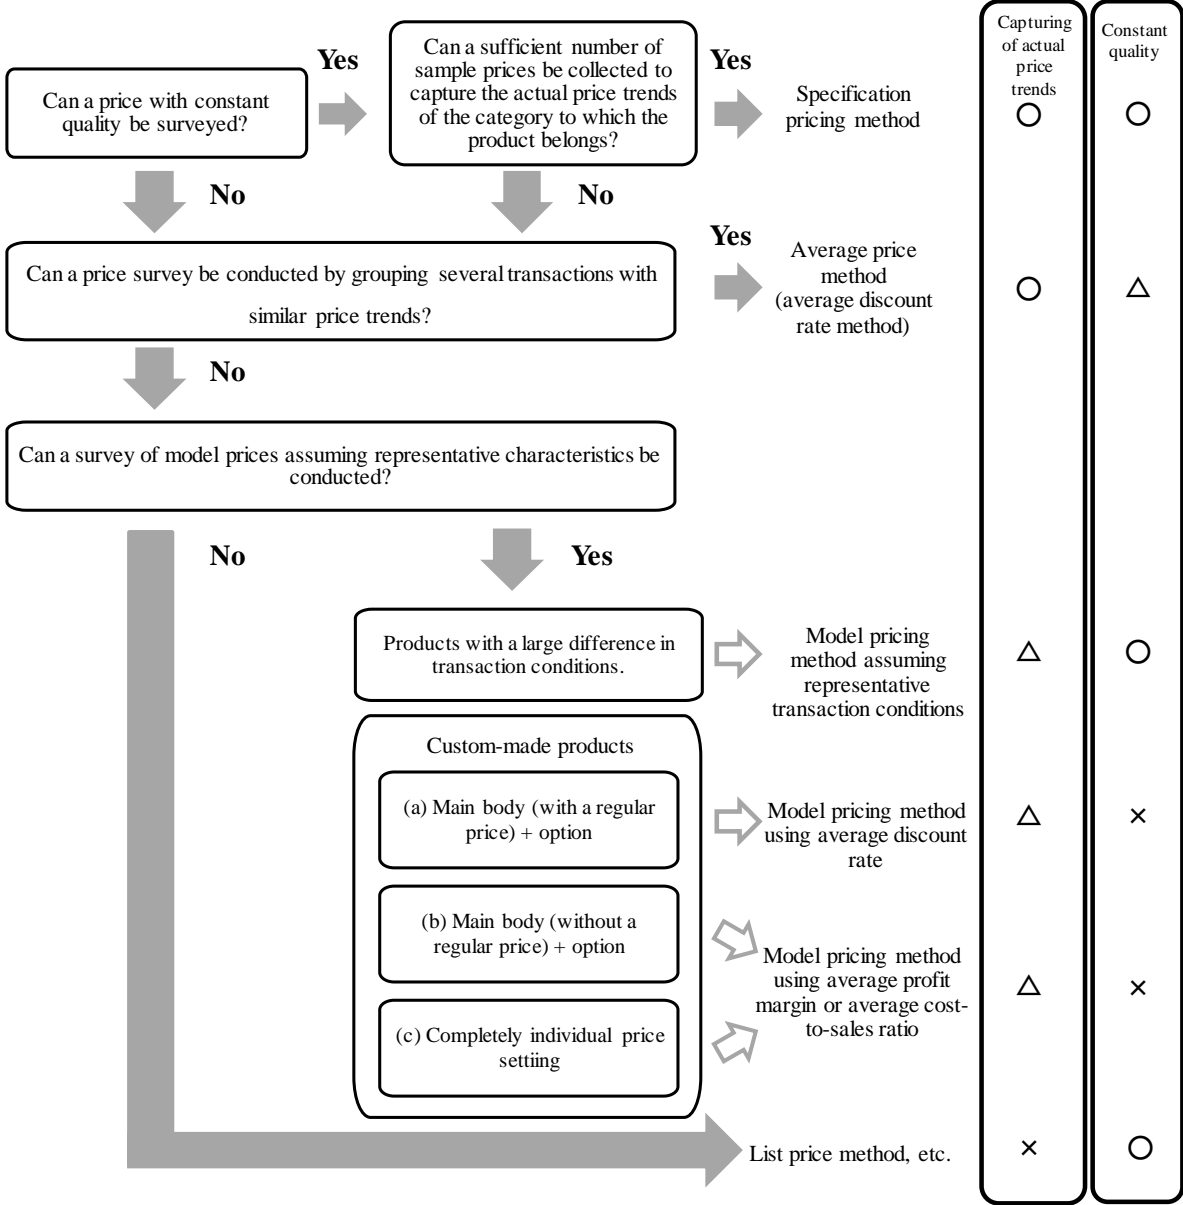 Can a price with constant
quality be surveyed?
Yes
Can a sufficient number of
sample prices be collected to
capture the actual price trends
of the category to which the
product belongs?
Yes
Specification
pricing method
Capturing
of actual
price
trends
Constant
quality
○
○
No
No
Can a price survey be conducted by grouping several transactions with
similar price trends?
Yes
Average price
method
(average discount
rate method)
○
△
No
Can a survey of model prices assuming representative characteristics be
conducted?
No
Yes
Products with a large difference in
transaction conditions.
Model pricing
method assuming
representative
transaction conditions
△
○
Custom-made products
(a) Main body (with a regular
price) + option
Model pricing method
using average discount
rate
△
×
(b) Main body (without a
regular price) + option
(c) Completely individual price
settiing
Model pricing method
using average profit
margin or average cost-
to-sales ratio
△
×
List price method, etc.
×
○